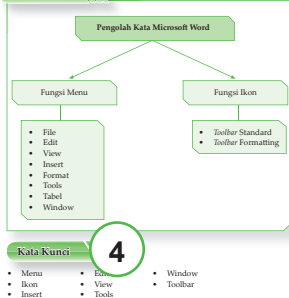 Pengolah Kata Microsoft Word
Fungsi Menu
Fungsi Ikon
• File
• Edit
• View
• Insert
• Format
• Tools
• Tabel
• Window
• Toolbar Standard
• Toolbar Formatting
Kata Kunci
4
• Menu
• Ikon
• Insert
• View
• Tools
• Window
• Toolbar